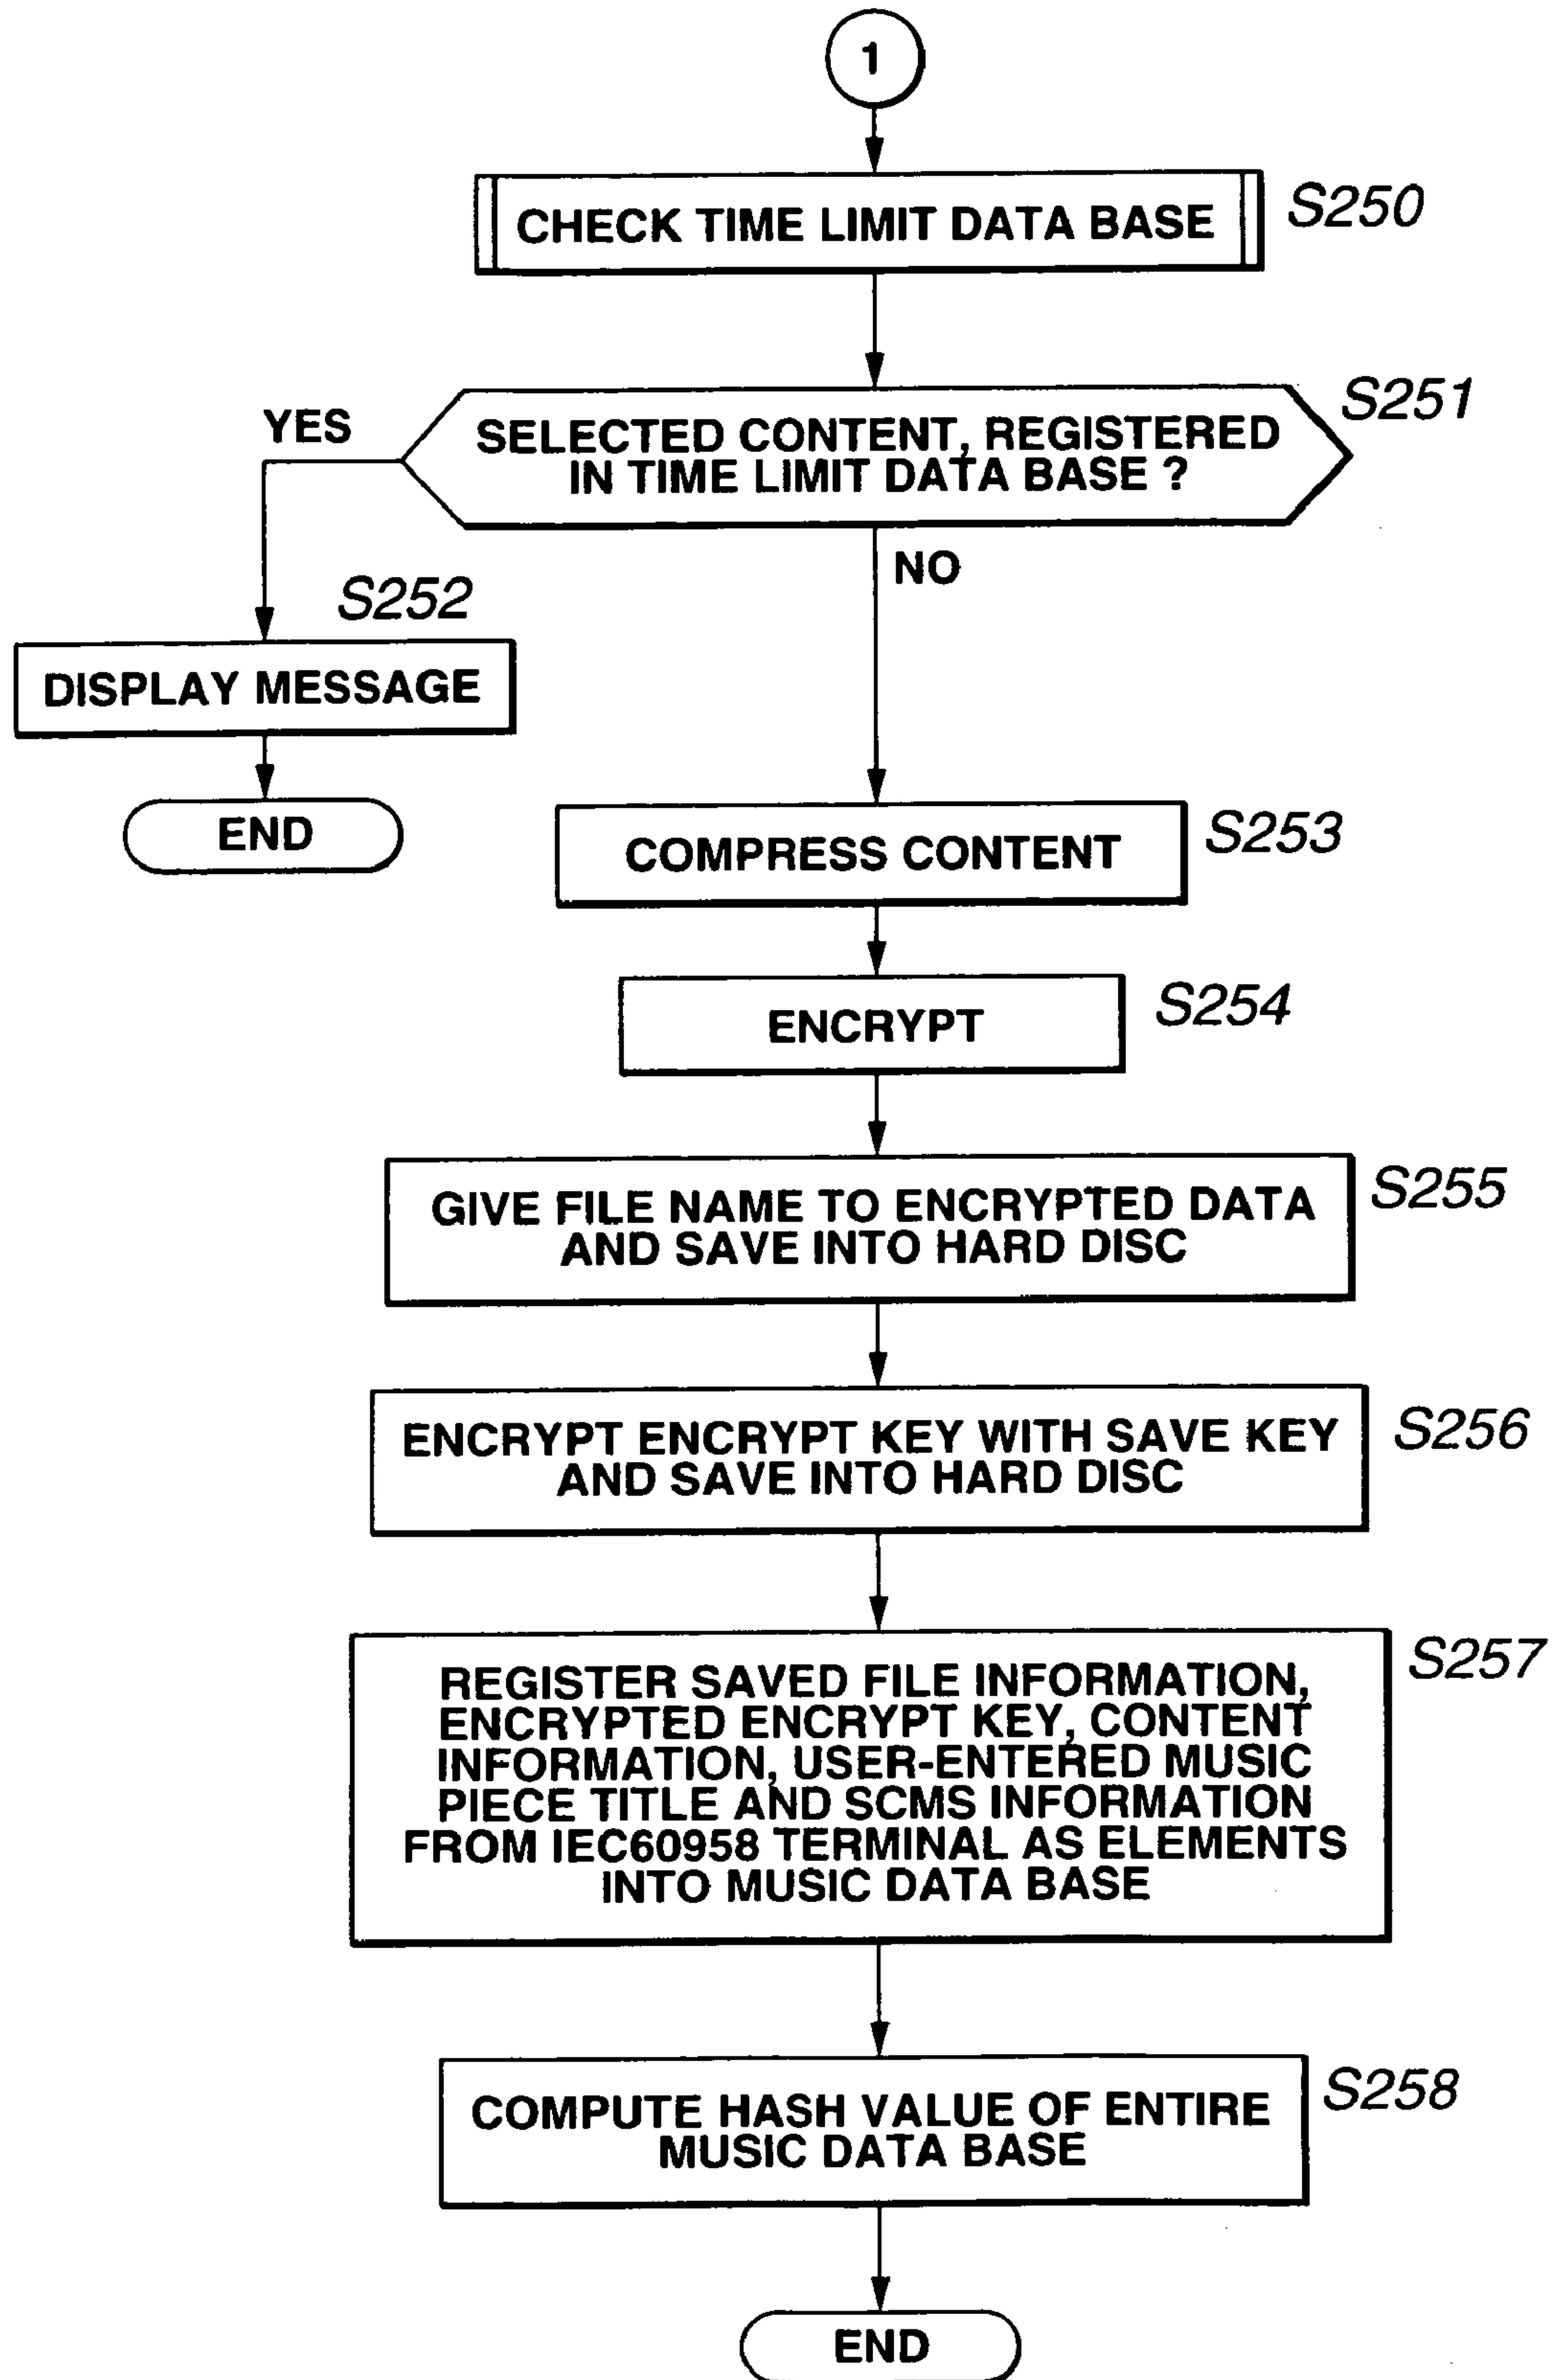 1
CHECK TIME LIMIT DATA BASE
S250
SELECTED CONTENT, REGISTERED
IN TIME LIMIT DATA BASE ?
S251
YES
NO
S252
DISPLAY MESSAGE
END
COMPRESS CONTENT
S253
ENCRYPT
S254
GIVE FILE NAME TO ENCRYPTED DATA
AND SAVE INTO HARD DISC
S255
ENCRYPT ENCRYPT KEY WITH SAVE KEY
AND SAVE INTO HARD DISC
S256
REGISTER SAVED FILE INFORMATION,
ENCRYPTED ENCRYPT KEY, CONTENT
INFORMATION, USER-ENTERED MUSIC
PIECE TITLE AND SCMS INFORMATION
FROM IEC60958 TERMINAL AS ELEMENTS
INTO MUSIC DATA BASE
S257
COMPUTE HASH VALUE OF ENTIRE
MUSIC DATA BASE
S258
END